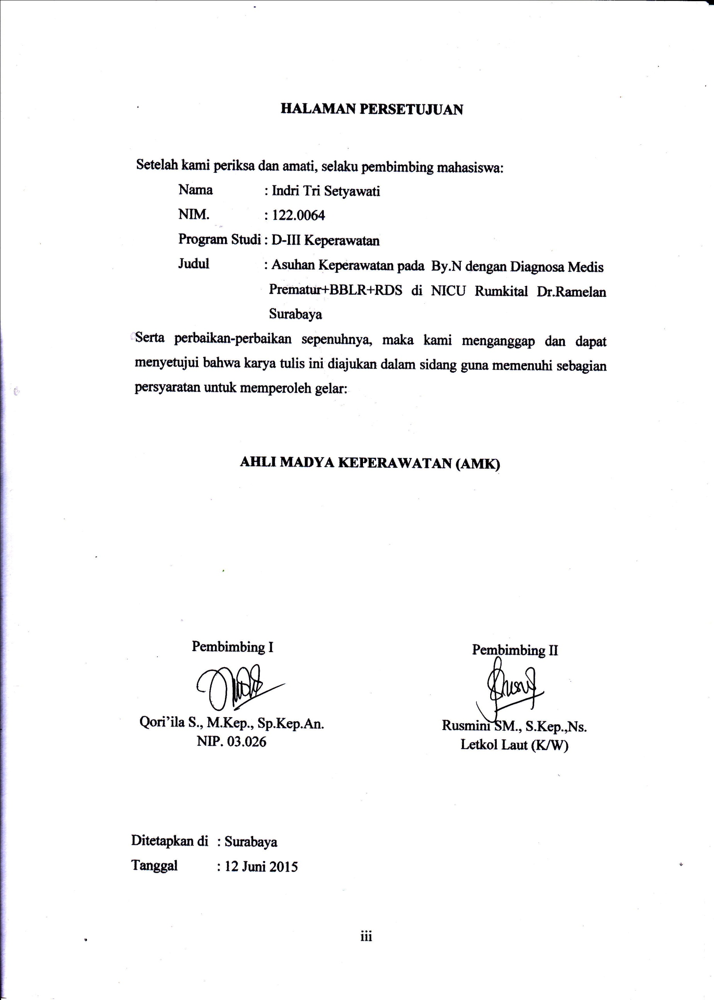 HALAMAN PERSETUJUAN
Setelah kami periksa dan amati, selaku pembimbing mahasiswa:
Nama : Indri Tri Setyawati
NIM. : 122.0064
Program Studi : D-III Keperawatan
Judul : Asuhan Keperawatan pada By.N dengan Diagnosa Medis
Prematur+BBLR+RDS di NICU Rumkital Dr.Ramelan
Surabaya
Serta perbaikan-perbaikan sepenuhnya, maka kami menganggap dan dapat
menyetujui bahwa karya tulis ini diajukan dalam sidang guna memenuhi sebagian
persyaratan untuk memperoleh gelar:
AHLI MADYA KEPERAWATAN (AMK)
Pembimbing I
Qori'ila S., M.Kep., Sp.Kep.An.
NIP. 03.026
Pembimbing II
Rusmini SM., S.Kep.,Ns.
Letkol Laut (K/W)
Ditetapkan di : Surabaya
Tanggal : 12 Juni 2015
iii